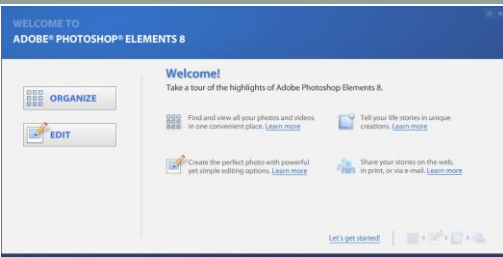 WELCOME TO
ADOBE® PHOTOSHOP® ELEMENTS 8
ORGANIZE
EDIT
Welcome!
Take a tour of the highlights of Adobe Photoshop Elements 8.
Find and view all your photos and videos
in one convenient place. Learn more
Tell your life stories in unique
creations. Learn more
Create the perfect photo with powerful
yet simple editing options. Learn more
Share your stories on the web,
in print, or via e-mail. Learn more
Let's get started!